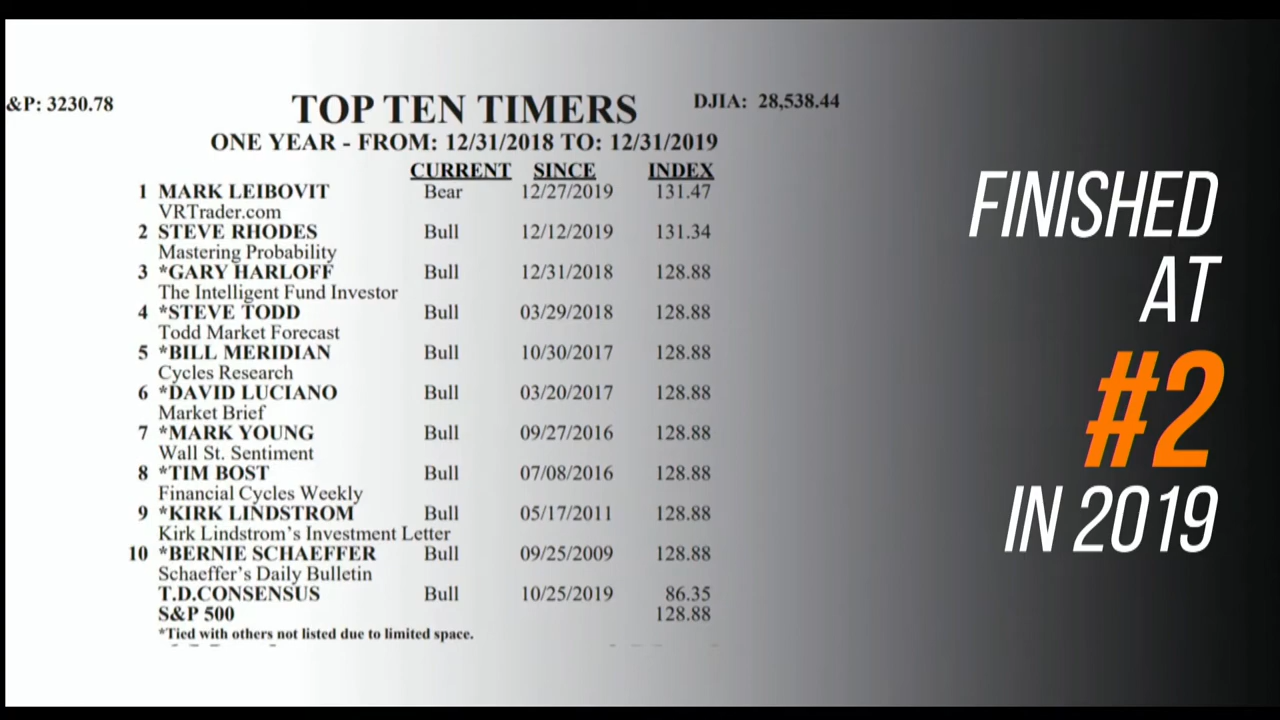 &P: 3230.78
TOP TEN TIMERS
DJIA: 28,538.44
ONE YEAR - FROM: 12/31/2018 TO: 12/31/2019
CURRENT SINCE INDEX
1 MARK LEIBOVIT Bear 12/27/2019 131.47
VRTrader.com
2 STEVE RHODES Bull 12/12/2019 131.34
Mastering Probability
3 *GARY HARLOFF Bull 12/31/2018 128.88
The Intelligent Fund Investor
4 *STEVE TODD Bull 03/29/2018 128.88
Todd Market Forecast
5 *BILL MERIDIAN Bull 10/30/2017 128.88
Cycles Research
6 *DAVID LUCIANO Bull 03/20/2017 128.88
Market Brief
7 *MARK YOUNG Bull 09/27/2016 128.88
Wall St. Sentiment
8 *TIM BOST Bull 07/08/2016 128.88
Financial Cycles Weekly
9 *KIRK LINDSTROM Bull 05/17/2011 128.88
Kirk Lindstrom's Investment Letter
10 *BERNIE SCHAEFFER Bull 09/25/2009 128.88
Schaeffer's Daily Bulletin
T.D.CONSENSUS Bull 10/25/2019 86.35
S&P 500 128.88
*Tied with others not listed due to limited space.
FINISHED
AT
#2
IN 2019